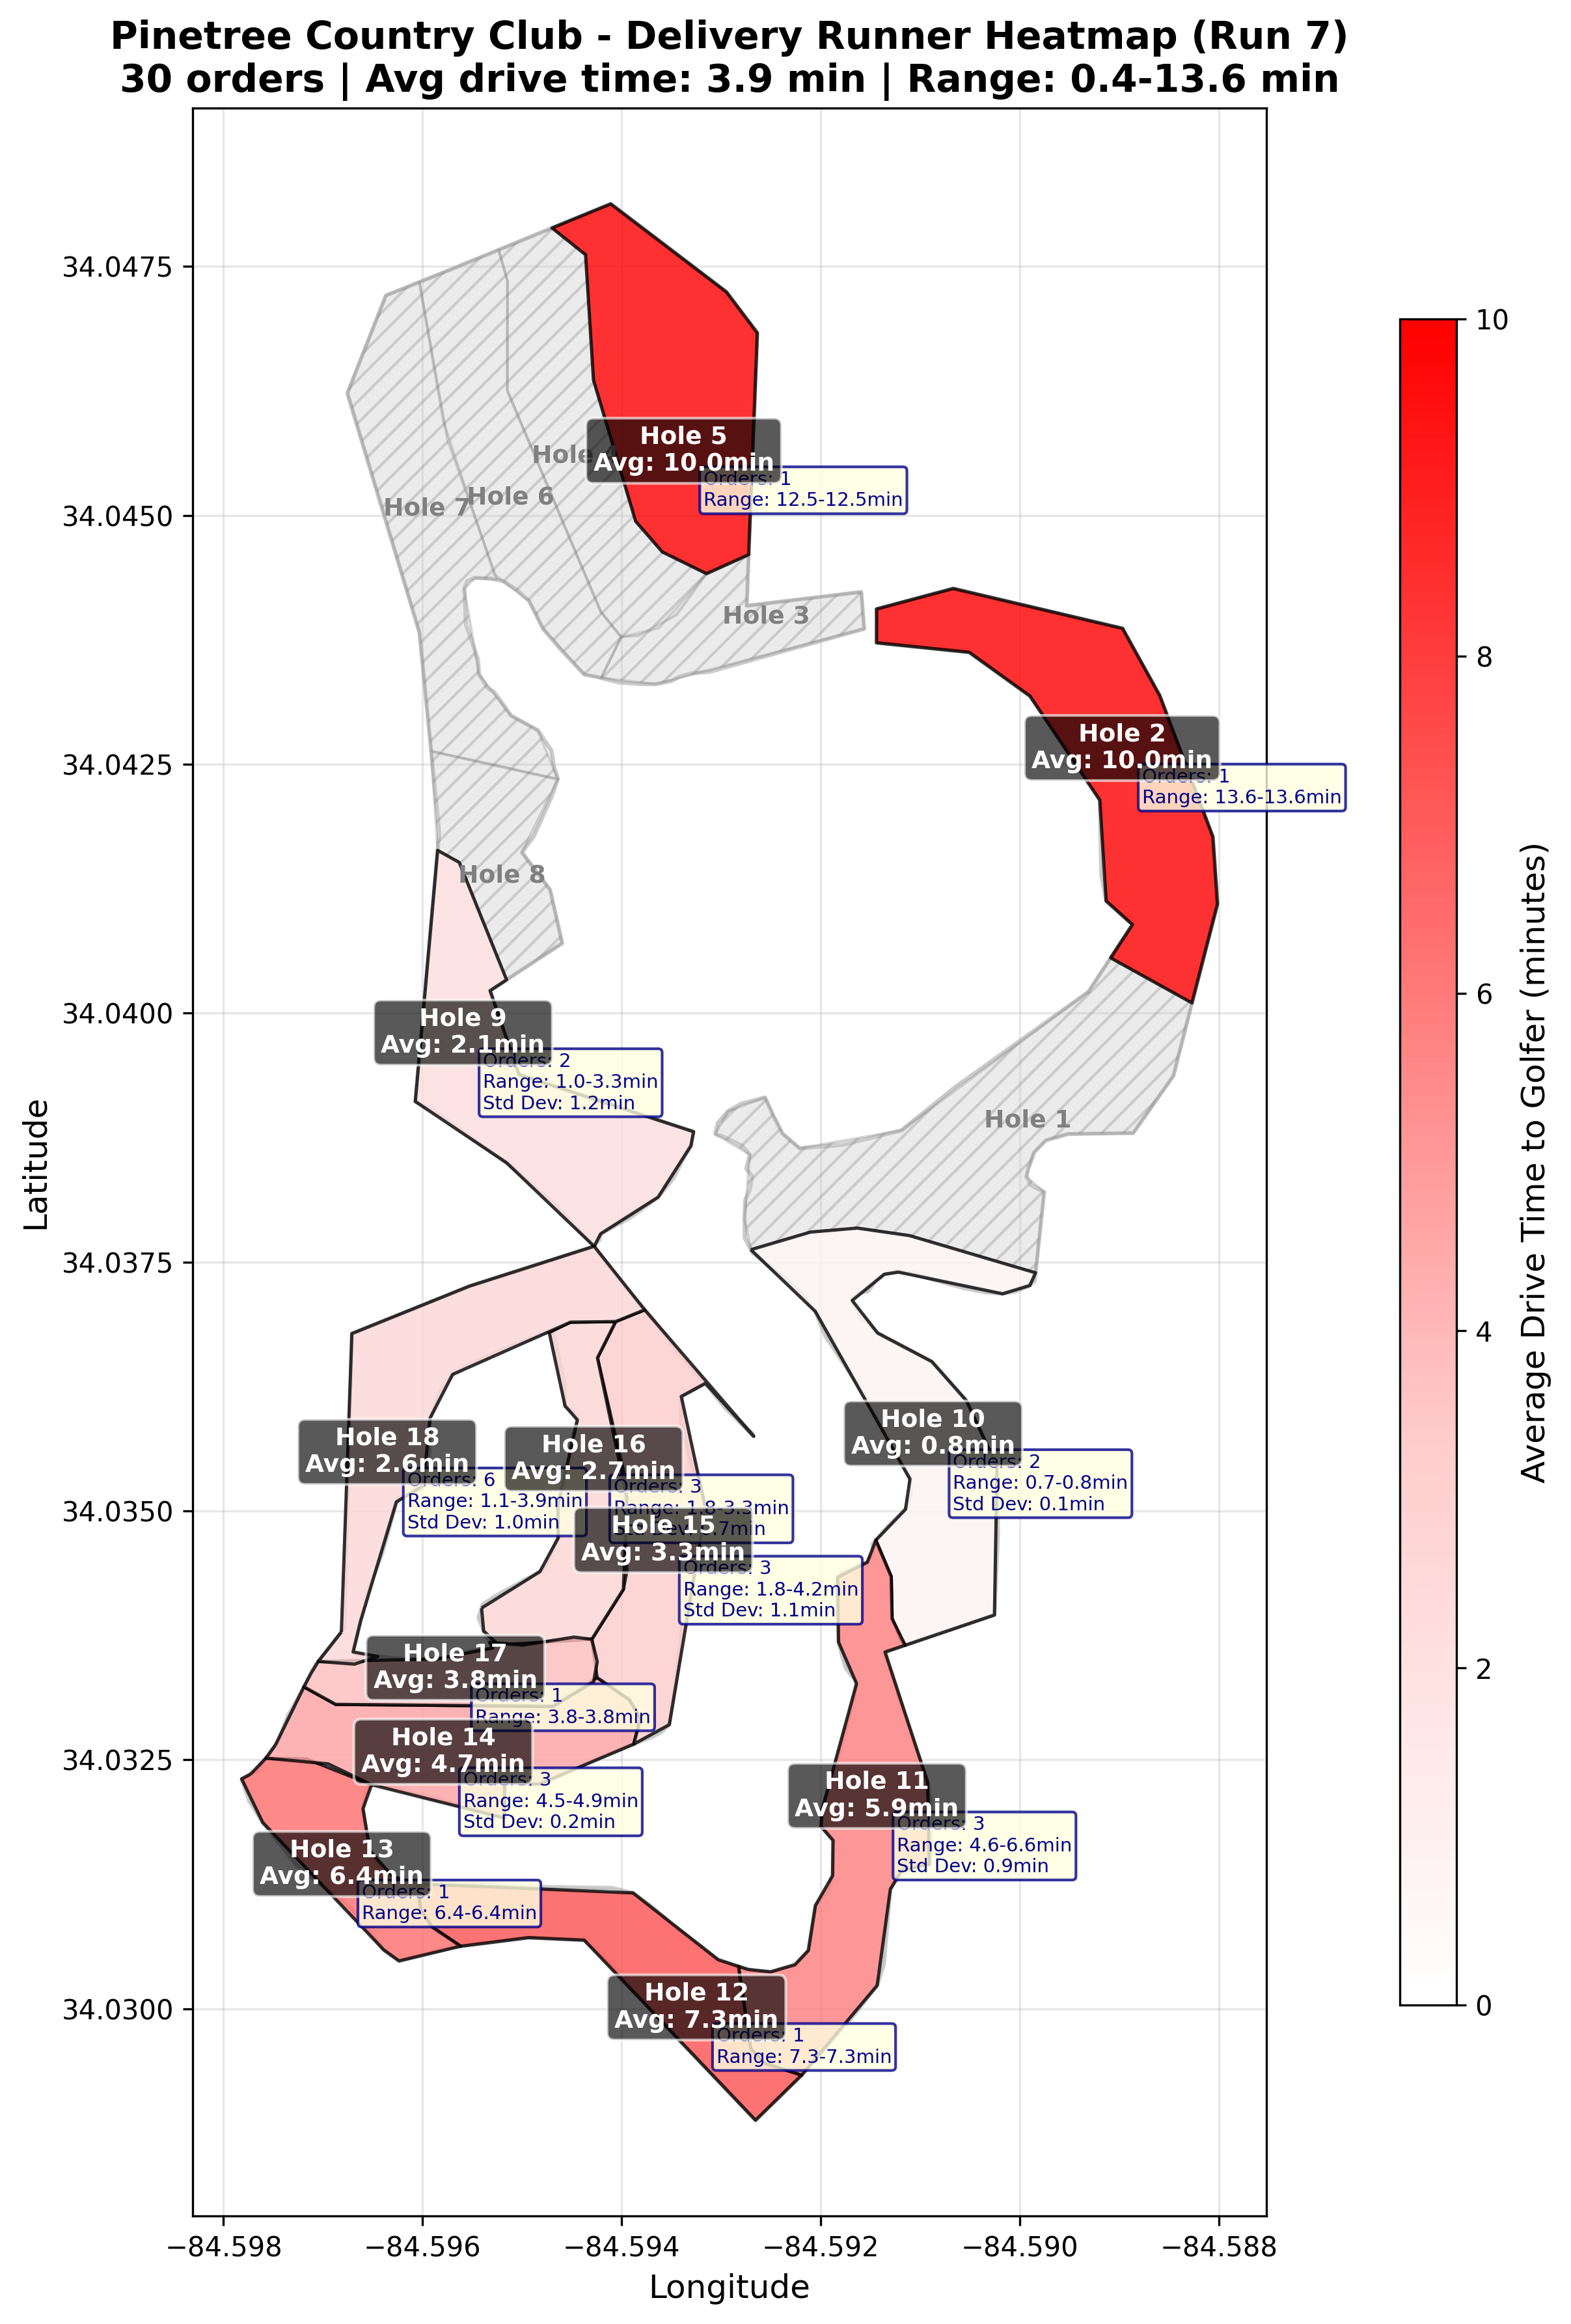 Pinetree Country Club - Delivery Runner Heatmap (Run 7)
30 orders | Avg drive time: 3.9 min | Range: 0.4-13.6 min
34.0475
34.0450
34.0425
34.0400
34.0375
34.0350
34.0325
34.0300
Latitude
−84.598
−84.596
−84.594
−84.592
−84.590
−84.588
Longitude
Hole 5
Avg: 10.0min
Orders: 1
Range: 12.5-12.5min
Hole
Hole 6
Hole 7
Hole 3
Hole 2
Avg: 10.0min
Orders: 1
Range: 13.6-13.6min
Hole 8
Hole 9
Avg: 2.1min
Orders: 2
Range: 1.0-3.3min
Std Dev: 1.2min
Hole 1
Hole 10
Avg: 0.8min
Orders: 2
Range: 0.7-0.8min
Std Dev: 0.1min
Hole 18
Avg: 2.6min
Orders: 6
Range: 1.1-3.9min
Std Dev: 1.0min
Hole 16
Avg: 2.7min
Orders: 3
Range: 1.8-3.3min
Std Dev: 0.7min
Hole 15
Avg: 3.3min
Orders: 3
Range: 1.8-4.2min
Std Dev: 1.1min
Hole 17
Avg: 3.8min
Orders: 1
Range: 3.8-3.8min
Hole 14
Avg: 4.7min
Orders: 3
Range: 4.5-4.9min
Std Dev: 0.2min
Hole 11
Avg: 5.9min
Orders: 3
Range: 4.6-6.6min
Std Dev: 0.9min
Hole 13
Avg: 6.4min
Orders: 1
Range: 6.4-6.4min
Hole 12
Avg: 7.3min
Orders: 1
Range: 7.3-7.3min
10
8
6
4
2
0
Average Drive Time to Golfer (minutes)